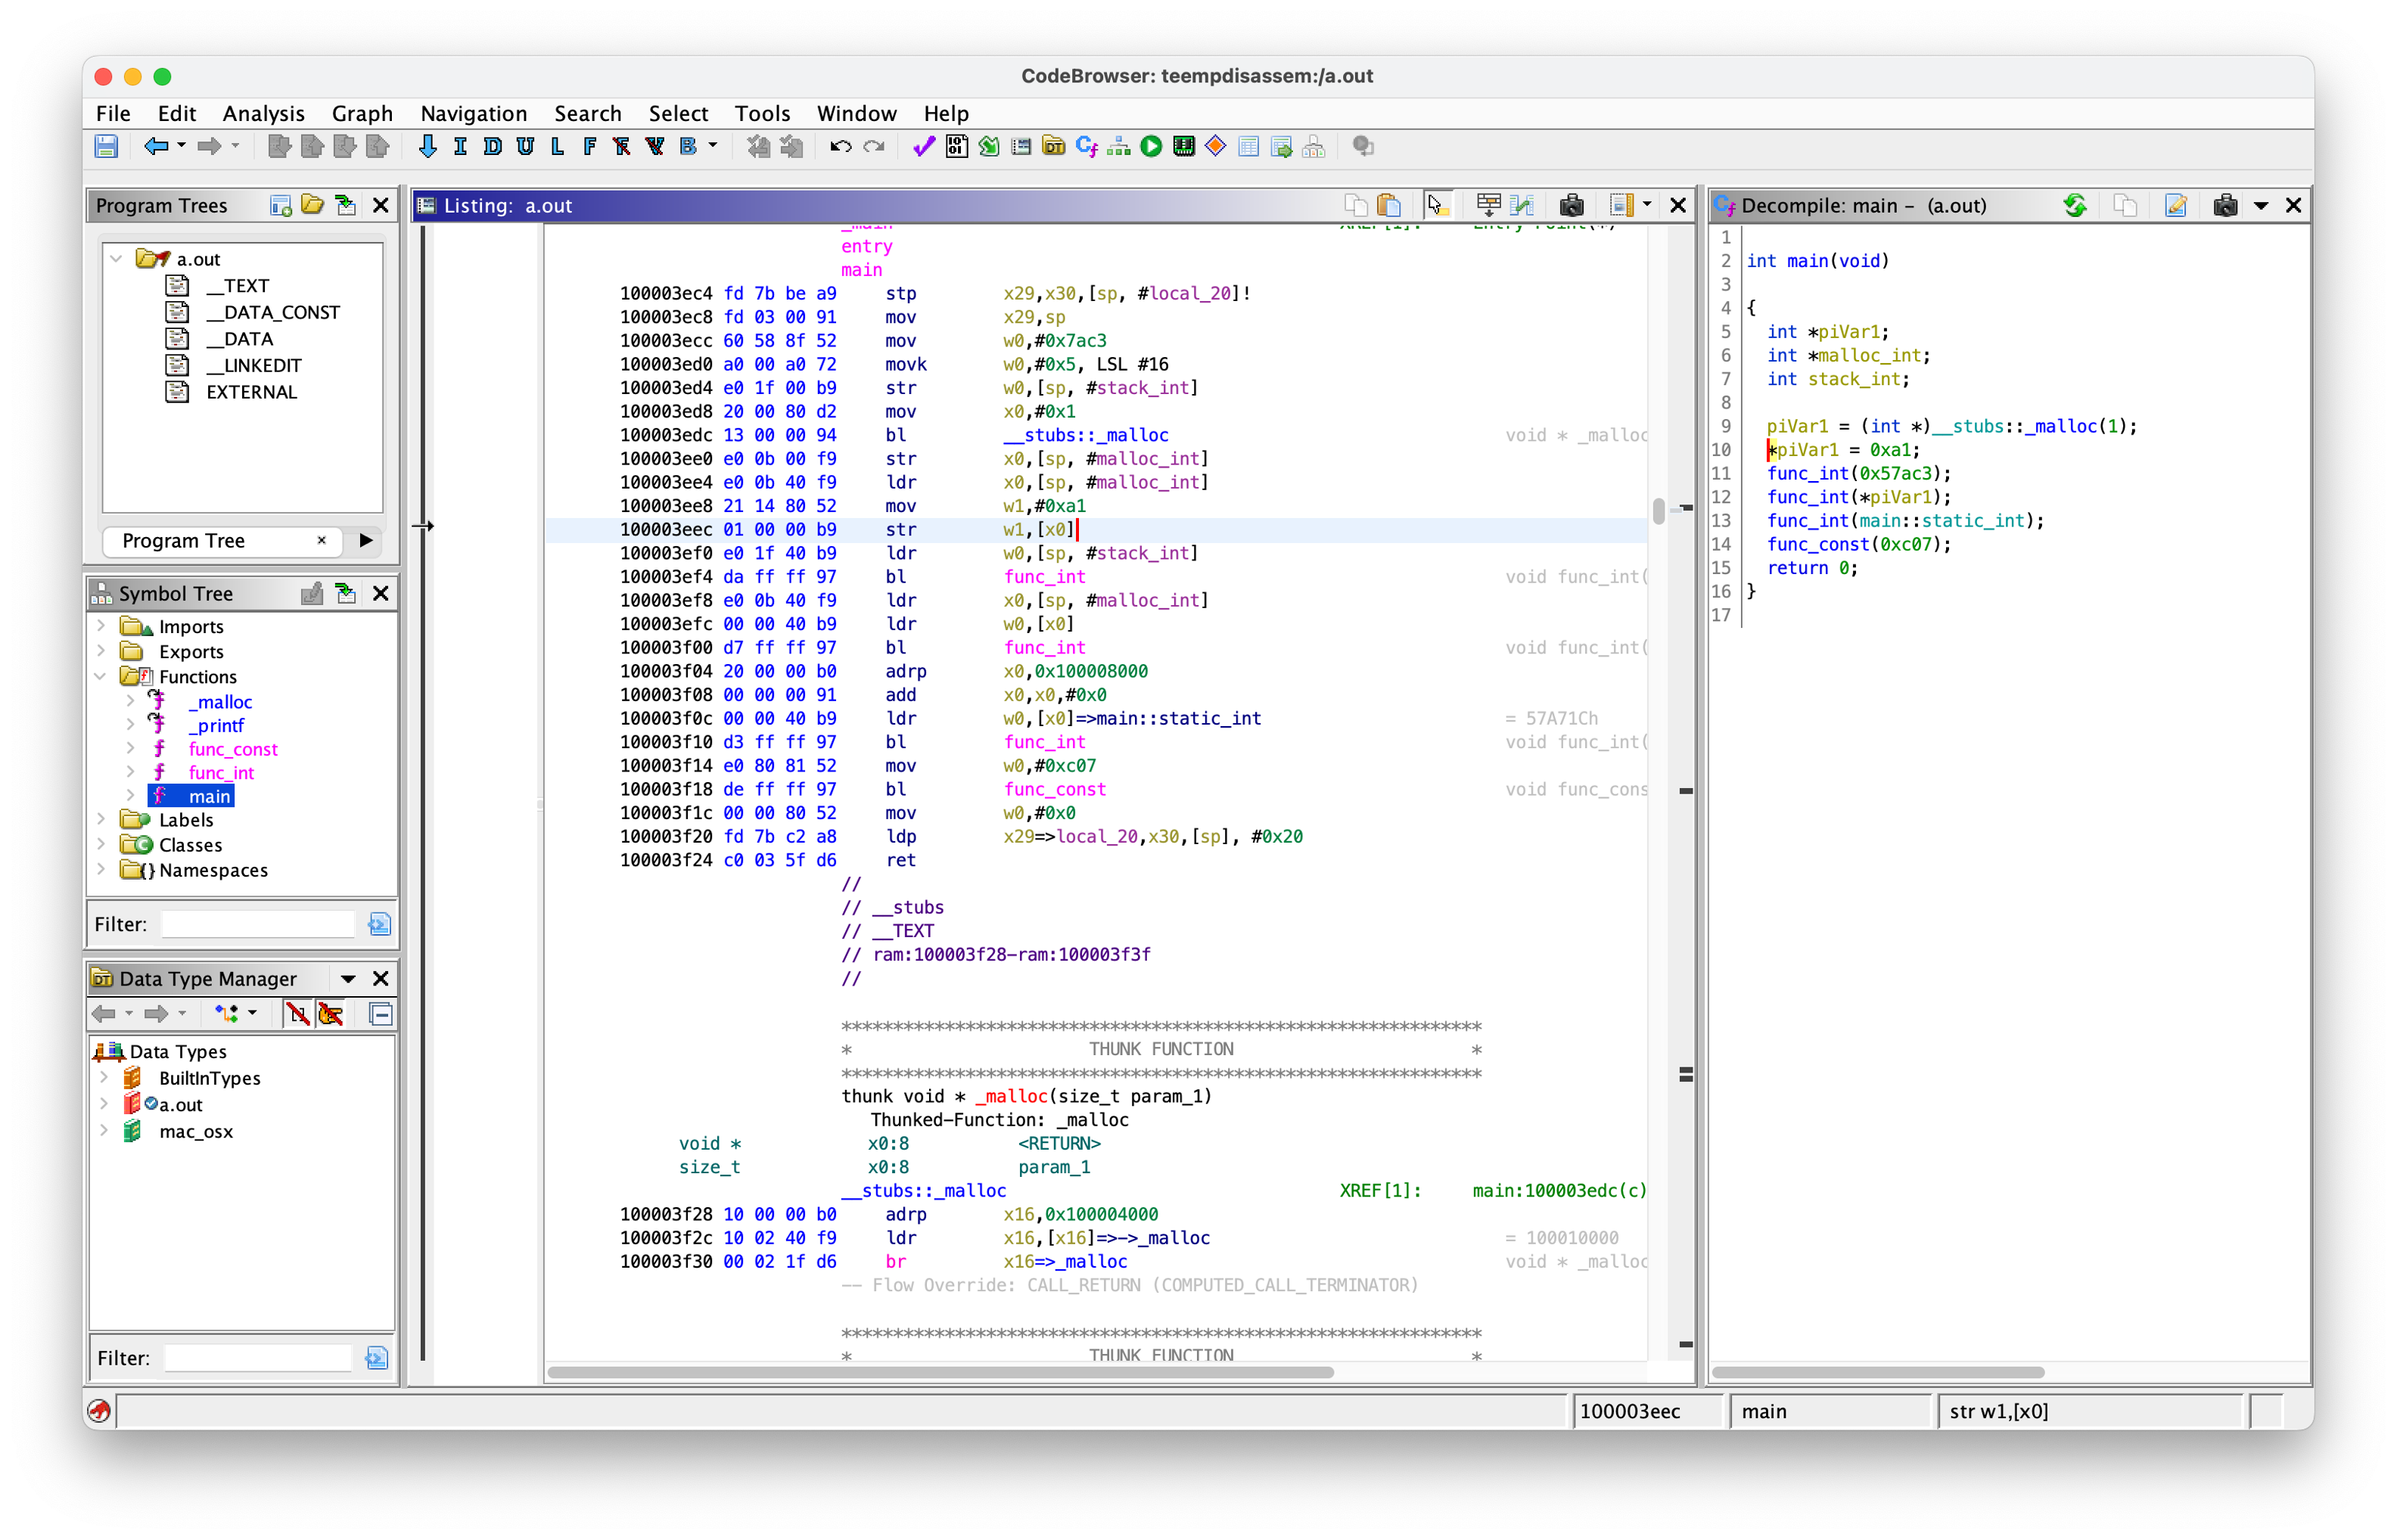 CodeBrowser: teempdisassem:/a.out
File Edit Analysis Graph Navigation Search Select Tools Window Help
I D U L F F V B
Program Trees
a.out
__TEXT
__DATA_CONST
__DATA
__LINKEDIT
EXTERNAL
Program Tree ×
Symbol Tree
Imports
Exports
Functions
_malloc
_printf
func_const
func_int
main
Labels
Classes
Namespaces
Filter:
Data Type Manager
Data Types
BuiltInTypes
a.out
mac_osx
Filter:
Listing: a.out
_main XREF[1]: Entry Point(*)
entry
main
100003ec4 fd 7b be a9 stp x29,x30,[sp, #local_20]!
100003ec8 fd 03 00 91 mov x29,sp
100003ecc 60 58 8f 52 mov w0,#0x7ac3
100003ed0 a0 00 a0 72 movk w0,#0x5, LSL #16
100003ed4 e0 1f 00 b9 str w0,[sp, #stack_int]
100003ed8 20 00 80 d2 mov x0,#0x1
100003edc 13 00 00 94 bl __stubs::_malloc void * _malloc
100003ee0 e0 0b 00 f9 str x0,[sp, #malloc_int]
100003ee4 e0 0b 40 f9 ldr x0,[sp, #malloc_int]
100003ee8 21 14 80 52 mov w1,#0xa1
100003eec 01 00 00 b9 str w1,[x0]
100003ef0 e0 1f 40 b9 ldr w0,[sp, #stack_int]
100003ef4 da ff ff 97 bl func_int void func_int(
100003ef8 e0 0b 40 f9 ldr x0,[sp, #malloc_int]
100003efc 00 00 40 b9 ldr w0,[x0]
100003f00 d7 ff ff 97 bl func_int void func_int(
100003f04 20 00 00 b0 adrp x0,0x100008000
100003f08 00 00 00 91 add x0,x0,#0x0
100003f0c 00 00 40 b9 ldr w0,[x0]=>main::static_int = 57A71Ch
100003f10 d3 ff ff 97 bl func_int void func_int(
100003f14 e0 80 81 52 mov w0,#0xc07
100003f18 de ff ff 97 bl func_const void func_cons
100003f1c 00 00 80 52 mov w0,#0x0
100003f20 fd 7b c2 a8 ldp x29=>local_20,x30,[sp], #0x20
100003f24 c0 03 5f d6 ret
//
// __stubs
// __TEXT
// ram:100003f28-ram:100003f3f
//
**************************************************************
* THUNK FUNCTION *
**************************************************************
thunk void * _malloc(size_t param_1)
Thunked-Function: _malloc
void * x0:8 <RETURN>
size_t x0:8 param_1
__stubs::_malloc XREF[1]: main:100003edc(c)
100003f28 10 00 00 b0 adrp x16,0x100004000
100003f2c 10 02 40 f9 ldr x16,[x16]=>->_malloc = 100010000
100003f30 00 02 1f d6 br x16=>_malloc void * _malloc
-- Flow Override: CALL_RETURN (COMPUTED_CALL_TERMINATOR)
**************************************************************
* THUNK FUNCTION *
Decompile: main - (a.out)
1
2 int main(void)
3
4 {
5 int *piVar1;
6 int *malloc_int;
7 int stack_int;
8
9 piVar1 = (int *)__stubs::_malloc(1);
10 *piVar1 = 0xa1;
11 func_int(0x57ac3);
12 func_int(*piVar1);
13 func_int(main::static_int);
14 func_const(0xc07);
15 return 0;
16 }
17
100003eec main str w1,[x0]